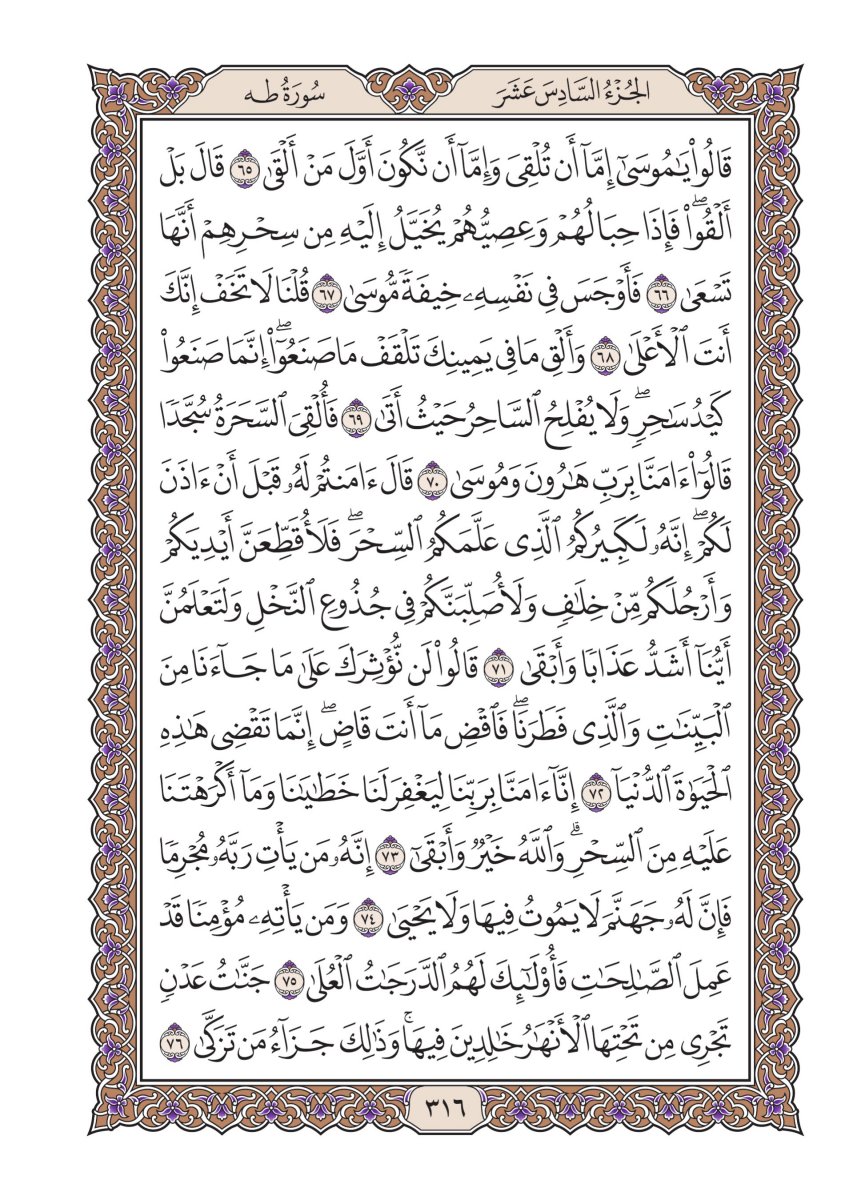 الجُزْءُ السَّادِسَ عَشَرَ
سُورَةُ طه
قَالُواْ يَٰمُوسَىٰٓ إِمَّآ أَن تُلْقِىَ وَإِمَّآ أَن نَّكُونَ أَوَّلَ مَنْ أَلْقَىٰ ٦٥ قَالَ بَلْ
أَلْقُواْۖ فَإِذَا حِبَالُهُمْ وَعِصِيُّهُمْ يُخَيَّلُ إِلَيْهِ مِن سِحْرِهِمْ أَنَّهَا
تَسْعَىٰ ٦٦ فَأَوْجَسَ فِى نَفْسِهِۦ خِيفَةً مُّوسَىٰ ٦٧ قُلْنَا لَا تَخَفْ إِنَّكَ
أَنتَ ٱلْأَعْلَىٰ ٦٨ وَأَلْقِ مَا فِى يَمِينِكَ تَلْقَفْ مَا صَنَعُوٓاْۖ إِنَّمَا صَنَعُواْ
كَيْدُ سَٰحِرٍۖ وَلَا يُفْلِحُ ٱلسَّاحِرُ حَيْثُ أَتَىٰ ٦٩ فَأُلْقِىَ ٱلسَّحَرَةُ سُجَّدًا
قَالُوٓاْ ءَامَنَّا بِرَبِّ هَٰرُونَ وَمُوسَىٰ ٧٠ قَالَ ءَامَنتُمْ لَهُۥ قَبْلَ أَنْ ءَاذَنَ
لَكُمْۖ إِنَّهُۥ لَكَبِيرُكُمُ ٱلَّذِى عَلَّمَكُمُ ٱلسِّحْرَۖ فَلَأُقَطِّعَنَّ أَيْدِيَكُمْ
وَأَرْجُلَكُم مِّنْ خِلَٰفٍ وَلَأُصَلِّبَنَّكُمْ فِى جُذُوعِ ٱلنَّخْلِ وَلَتَعْلَمُنَّ
أَيُّنَآ أَشَدُّ عَذَابًا وَأَبْقَىٰ ٧١ قَالُواْ لَن نُّؤْثِرَكَ عَلَىٰ مَا جَآءَنَا مِنَ
ٱلْبَيِّنَٰتِ وَٱلَّذِى فَطَرَنَاۖ فَٱقْضِ مَآ أَنتَ قَاضٍۖ إِنَّمَا تَقْضِى هَٰذِهِ
ٱلْحَيَوٰةَ ٱلدُّنْيَآ ٧٢ إِنَّآ ءَامَنَّا بِرَبِّنَا لِيَغْفِرَ لَنَا خَطَٰيَٰنَا وَمَآ أَكْرَهْتَنَا
عَلَيْهِ مِنَ ٱلسِّحْرِۗ وَٱللَّهُ خَيْرٌ وَأَبْقَىٰٓ ٧٣ إِنَّهُۥ مَن يَأْتِ رَبَّهُۥ مُجْرِمًا
فَإِنَّ لَهُۥ جَهَنَّمَ لَا يَمُوتُ فِيهَا وَلَا يَحْيَىٰ ٧٤ وَمَن يَأْتِهِۦ مُؤْمِنًا قَدْ
عَمِلَ ٱلصَّٰلِحَٰتِ فَأُوْلَٰٓئِكَ لَهُمُ ٱلدَّرَجَٰتُ ٱلْعُلَىٰ ٧٥ جَنَّٰتُ عَدْنٍ
تَجْرِى مِن تَحْتِهَا ٱلْأَنْهَٰرُ خَٰلِدِينَ فِيهَاۚ وَذَٰلِكَ جَزَآءُ مَن تَزَكَّىٰ ٧٦
٣١٦